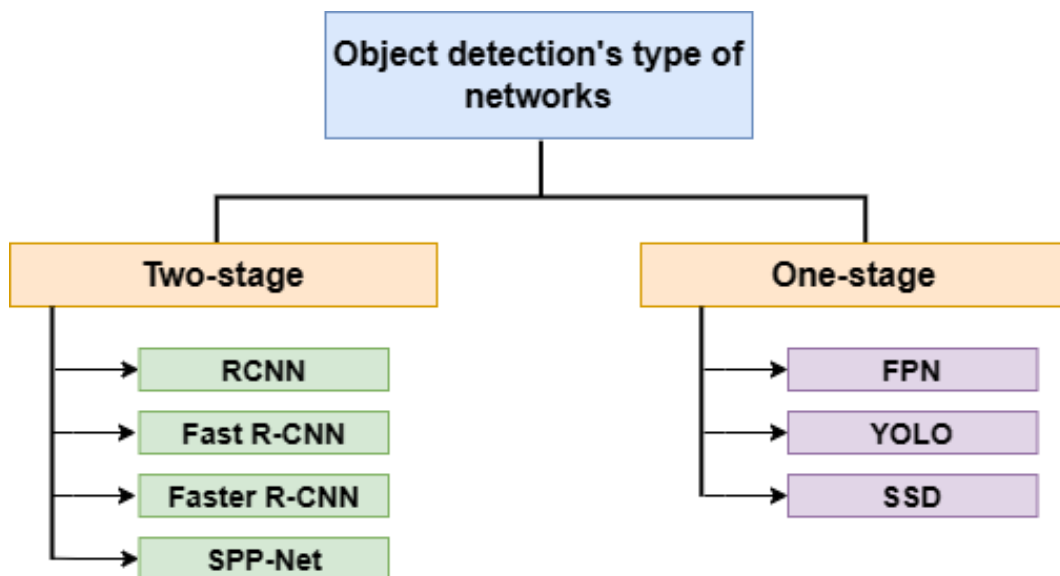 Object detection's type of
networks
Two-stage
One-stage
RCNN
Fast R-CNN
Faster R-CNN
SPP-Net
FPN
YOLO
SSD